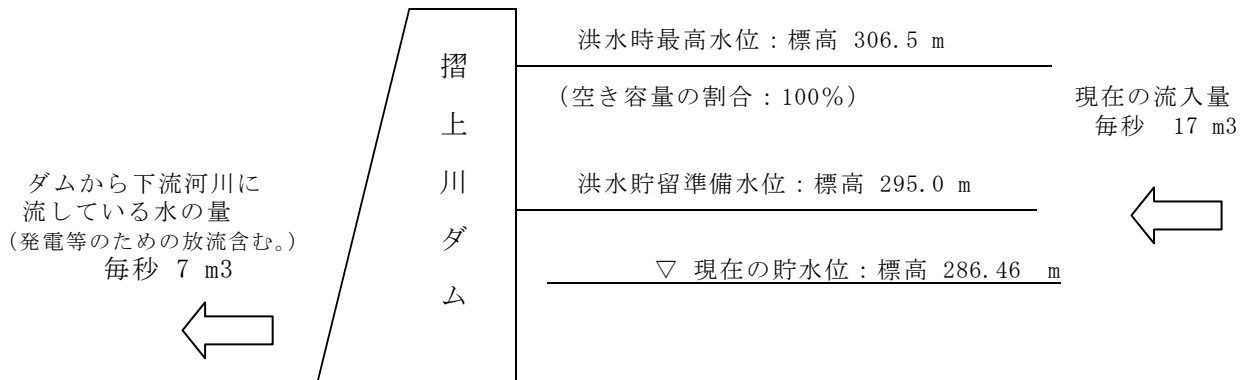 洪水時最高水位：標高 306.5 m
(空き容量の割合：100%)
現在の流入量
毎秒 17 m3
摺上川ダム
ダムから下流河川に
流している水の量
(発電等のための放流含む。)
毎秒 7 m3
洪水貯留準備水位：標高 295.0 m
▽ 現在の貯水位：標高 286.46 m